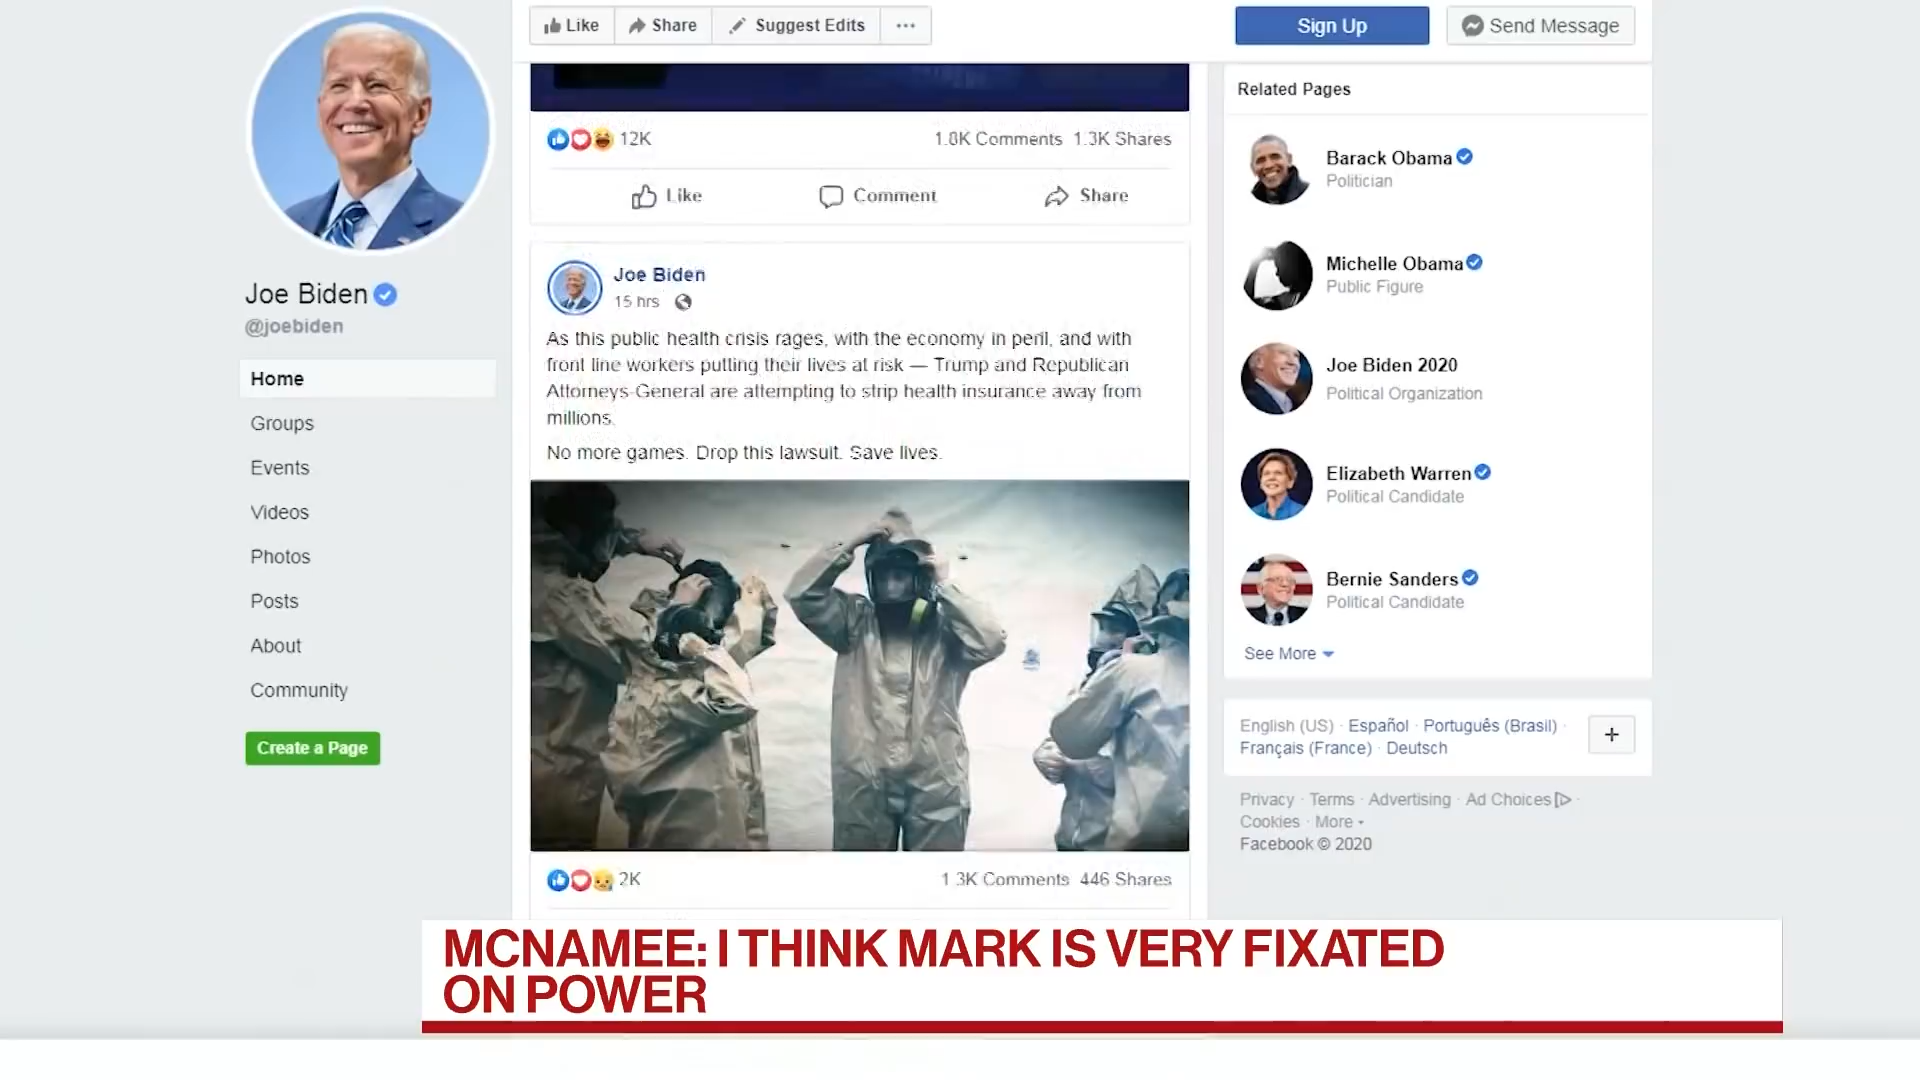 Like
Share
Suggest Edits
Sign Up
Send Message
Joe Biden
@joebiden
Home
Groups
Events
Videos
Photos
Posts
About
Community
Create a Page
12K
1.8K Comments 1.3K Shares
Like
Comment
Share
Joe Biden
15 hrs
As this public health crisis rages, with the economy in peril, and with
front line workers putting their lives at risk — Trump and Republican
Attorneys General are attempting to strip health insurance away from
millions.
No more games. Drop this lawsuit. Save lives.
2K
1.3K Comments 446 Shares
Related Pages
Barack Obama
Politician
Michelle Obama
Public Figure
Joe Biden 2020
Political Organization
Elizabeth Warren
Political Candidate
Bernie Sanders
Political Candidate
See More
English (US) · Español · Português (Brasil) ·
Français (France) · Deutsch
+
Privacy · Terms · Advertising · Ad Choices ·
Cookies · More
Facebook © 2020
MCNAMEE: I THINK MARK IS VERY FIXATED
ON POWER